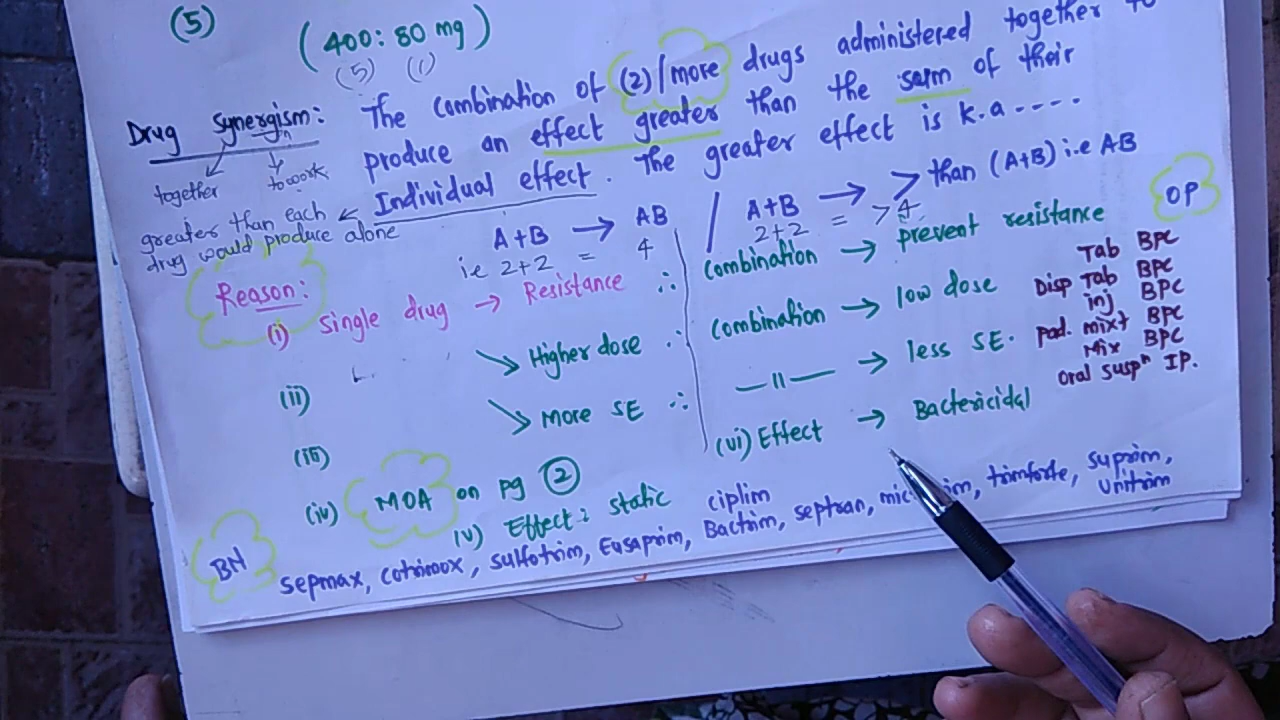 (5)
(400: 80 mg)
(5) (1)
Drug Synergism: The combination of (2)/more drugs administered together to
produce an effect greater than the sum of their
Individual effect. The greater effect is k.a ----
together to work
greater than each
drug would produce alone
A+B → AB / A+B → > than (A+B) i.e AB
i.e 2+2 = 4 2+2 = >4
OP
Reason:
(i) Single drug → Resistance ∴ combination → prevent resistance
(ii) ↘ Higher dose ∴ combination → low dose
(iii) ↘ More SE ∴ —11— → less SE.
Tab BPC
Disp Tab BPC
inj BPC
pad. mixt BPC
Mix BPC
Oral Suspn IP.
(iv) MOA on pg (2)
(v) Effect: static
(vi) Effect → Bactericidal
BN
sepmax, cotrimox, sulfotrim, Eusaprim, Bactrim, septran, trimforte, suprim,
ciplim
unitrim